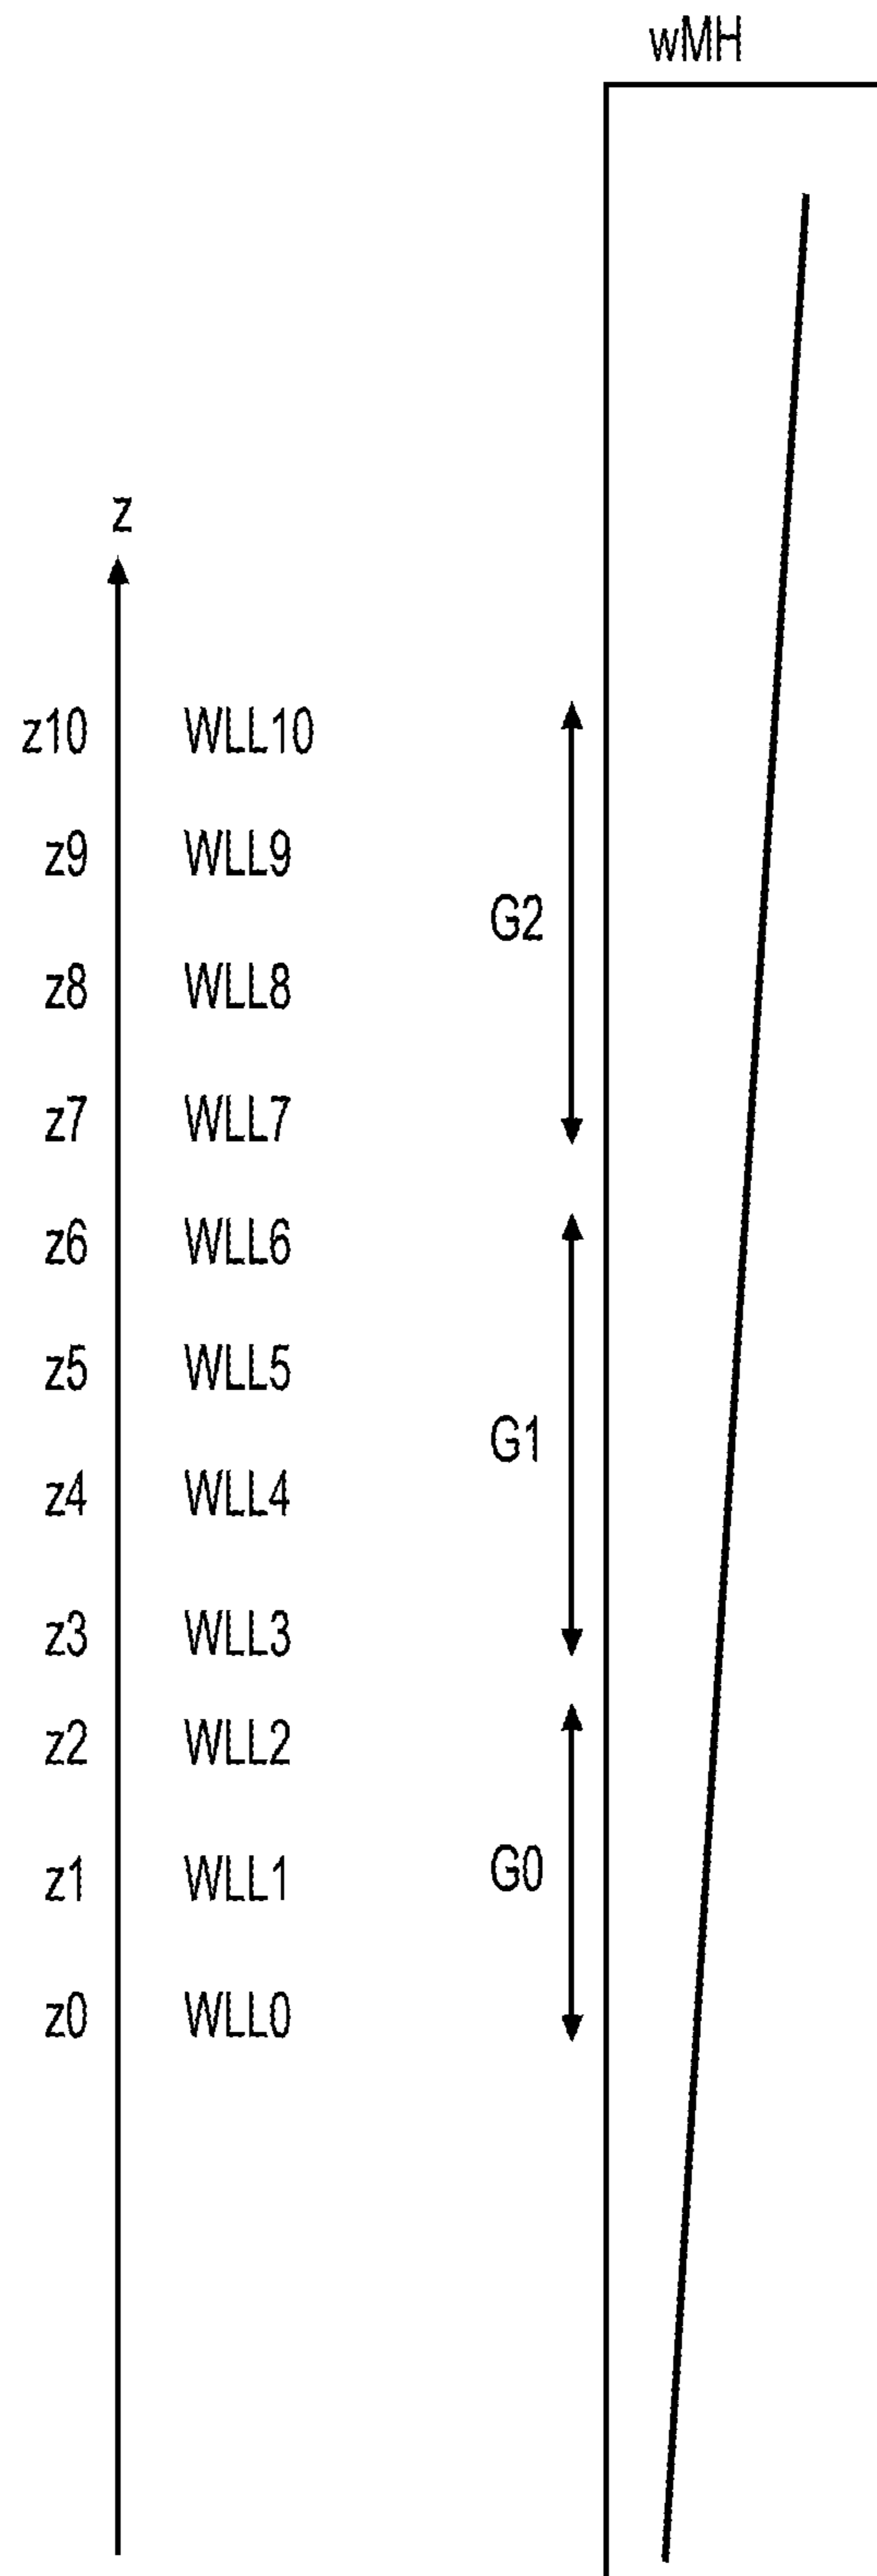 wMH
z
z10 WLL10
z9 WLL9
G2
z8 WLL8
z7 WLL7
z6 WLL6
z5 WLL5
G1
z4 WLL4
z3 WLL3
z2 WLL2
z1 WLL1 G0
z0 WLL0